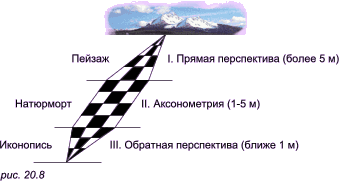 Пейзаж I. Прямая перспектива (более 5 м)
Натюрморт II. Аксонометрия (1-5 м)
Иконопись III. Обратная перспектива (ближе 1 м)
рис. 20.8